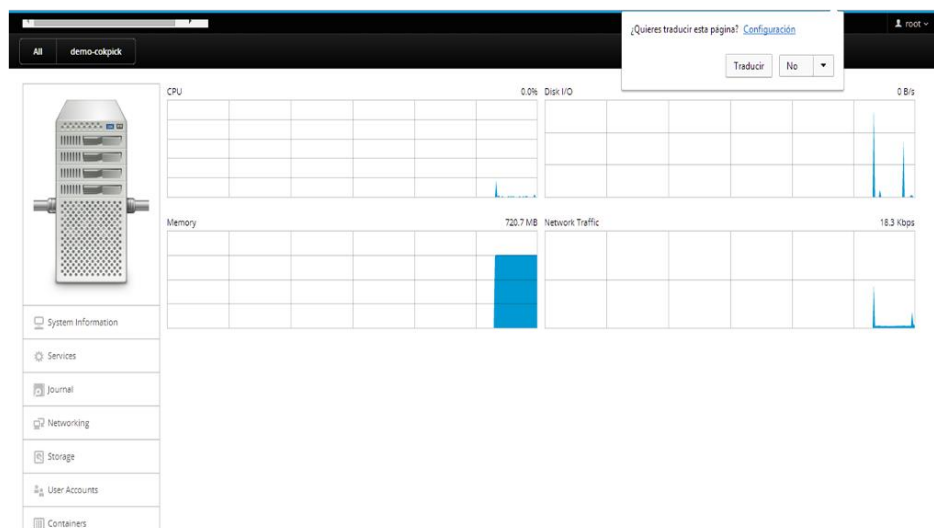 ¿Quieres traducir esta página? Configuración
Traducir No
root
All demo-cokpick
CPU 0.0%
Disk I/O 0 B/s
Memory 720.7 MB
Network Traffic 18.3 Kbps
System Information
Services
Journal
Networking
Storage
User Accounts
Containers